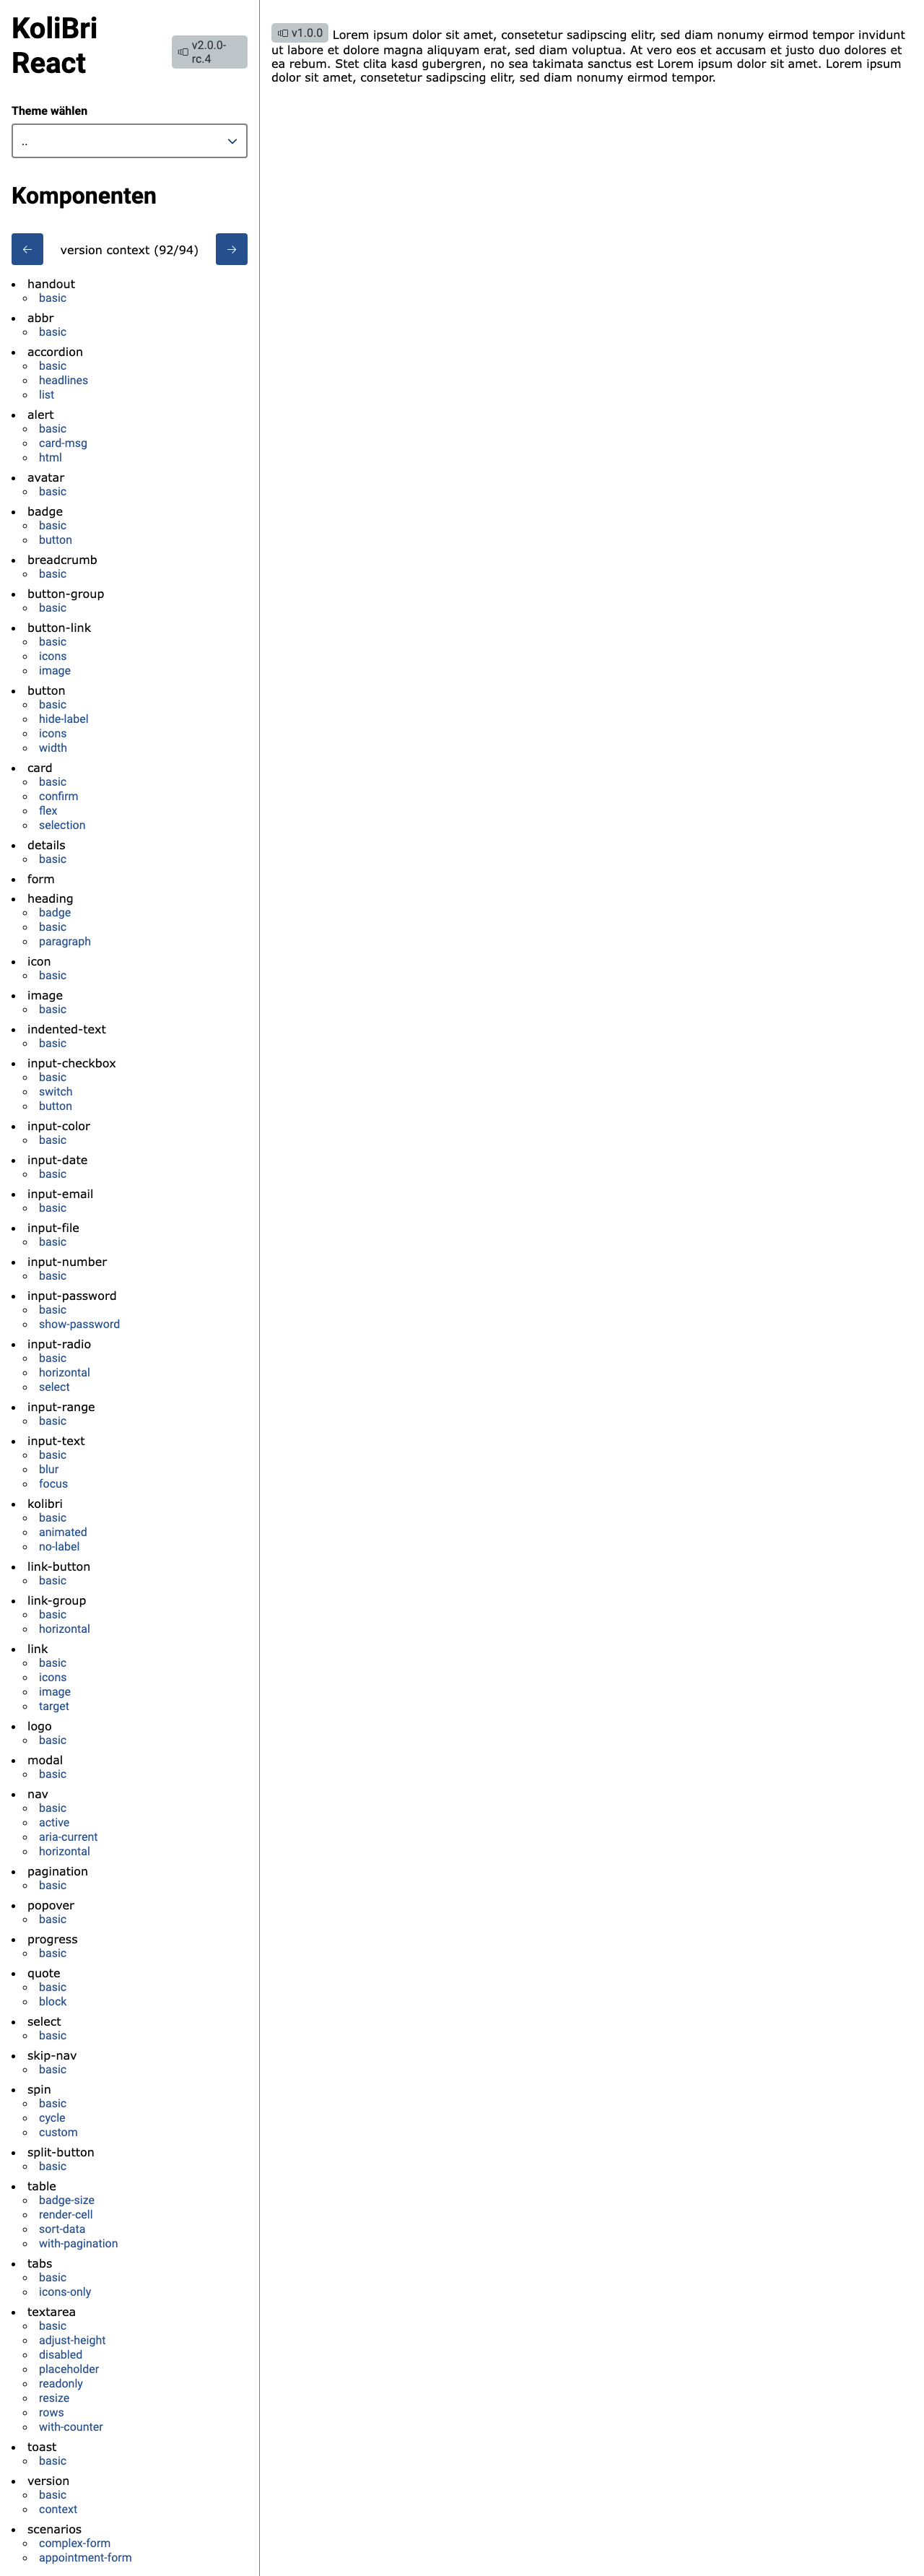 KoliBri
React
v2.0.0-
rc.4
Theme wählen
..
Komponenten
← version context (92/94) →
handout
basic
abbr
basic
accordion
basic
headlines
list
alert
basic
card-msg
html
avatar
basic
badge
basic
button
breadcrumb
basic
button-group
basic
button-link
basic
icons
image
button
basic
hide-label
icons
width
card
basic
confirm
flex
selection
details
basic
form
heading
badge
basic
paragraph
icon
basic
image
basic
indented-text
basic
input-checkbox
basic
switch
button
input-color
basic
input-date
basic
input-email
basic
input-file
basic
input-number
basic
input-password
basic
show-password
input-radio
basic
horizontal
select
input-range
basic
input-text
basic
blur
focus
kolibri
basic
animated
no-label
link-button
basic
link-group
basic
horizontal
link
basic
icons
image
target
logo
basic
modal
basic
nav
basic
active
aria-current
horizontal
pagination
basic
popover
basic
progress
basic
quote
basic
block
select
basic
skip-nav
basic
spin
basic
cycle
custom
split-button
basic
table
badge-size
render-cell
sort-data
with-pagination
tabs
basic
icons-only
textarea
basic
adjust-height
disabled
placeholder
readonly
resize
rows
with-counter
toast
basic
version
basic
context
scenarios
complex-form
appointment-form
v1.0.0 Lorem ipsum dolor sit amet, consetetur sadipscing elitr, sed diam nonumy eirmod tempor invidunt
ut labore et dolore magna aliquyam erat, sed diam voluptua. At vero eos et accusam et justo duo dolores et
ea rebum. Stet clita kasd gubergren, no sea takimata sanctus est Lorem ipsum dolor sit amet. Lorem ipsum
dolor sit amet, consetetur sadipscing elitr, sed diam nonumy eirmod tempor.